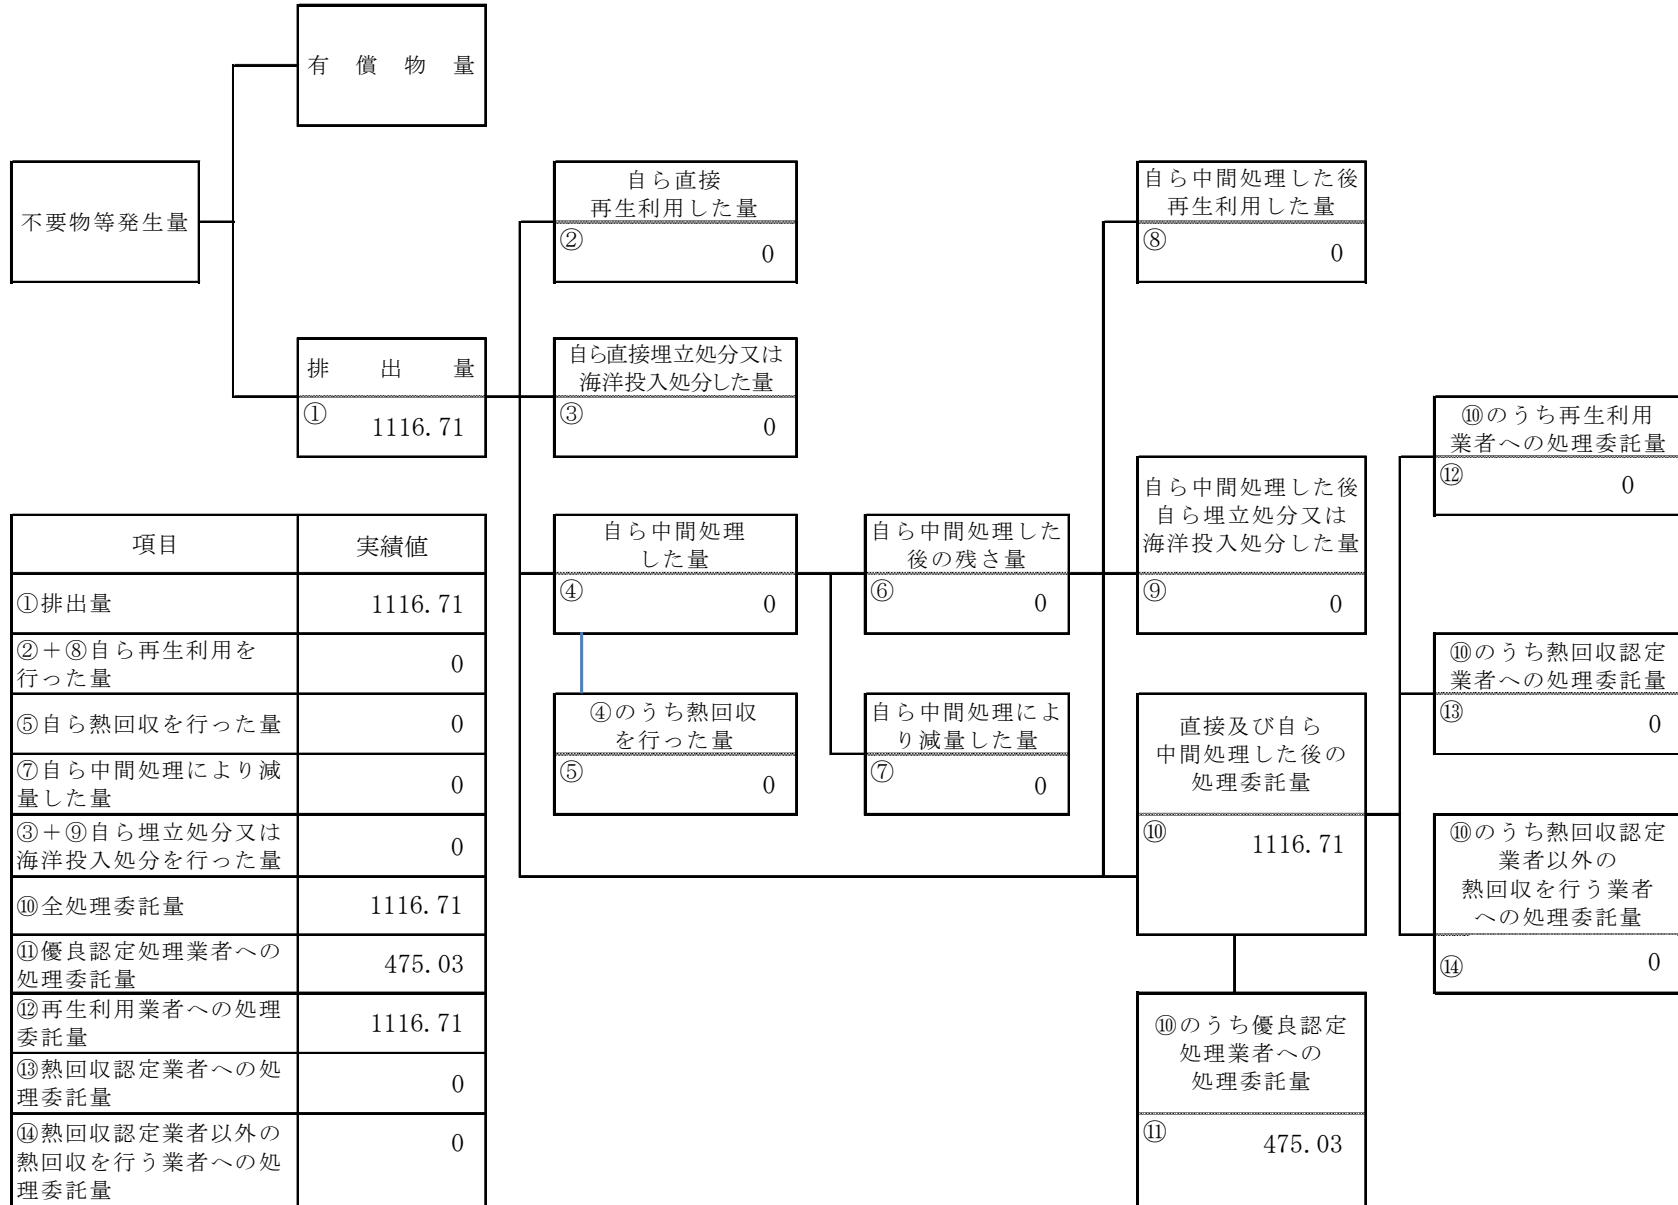 有償物量
不要物等発生量
排出量
① 1116.71
自ら直接
再生利用した量
② 0
自ら直接埋立処分又は
海洋投入処分した量
③ 0
自ら中間処理
した量
④ 0
④のうち熱回収
を行った量
⑤ 0
自ら中間処理した
後の残さ量
⑥ 0
自ら中間処理によ
り減量した量
⑦ 0
自ら中間処理した後
再生利用した量
⑧ 0
自ら中間処理した後
自ら埋立処分又は
海洋投入処分した量
⑨ 0
直接及び自ら
中間処理した後の
処理委託量
⑩ 1116.71
⑩のうち優良認定
処理業者への
処理委託量
⑪ 475.03
⑩のうち再生利用
業者への処理委託量
⑫ 0
⑩のうち熱回収認定
業者への処理委託量
⑬ 0
⑩のうち熱回収認定
業者以外の
熱回収を行う業者
への処理委託量
⑭ 0
項目 実績値
①排出量 1116.71
②+⑧自ら再生利用を
行った量 0
⑤自ら熱回収を行った量 0
⑦自ら中間処理により減
量した量 0
③+⑨自ら埋立処分又は
海洋投入処分を行った量 0
⑩全処理委託量 1116.71
⑪優良認定処理業者への
処理委託量 475.03
⑫再生利用業者への処理
委託量 1116.71
⑬熱回収認定業者への処
理委託量 0
⑭熱回収認定業者以外の
熱回収を行う業者への処
理委託量 0